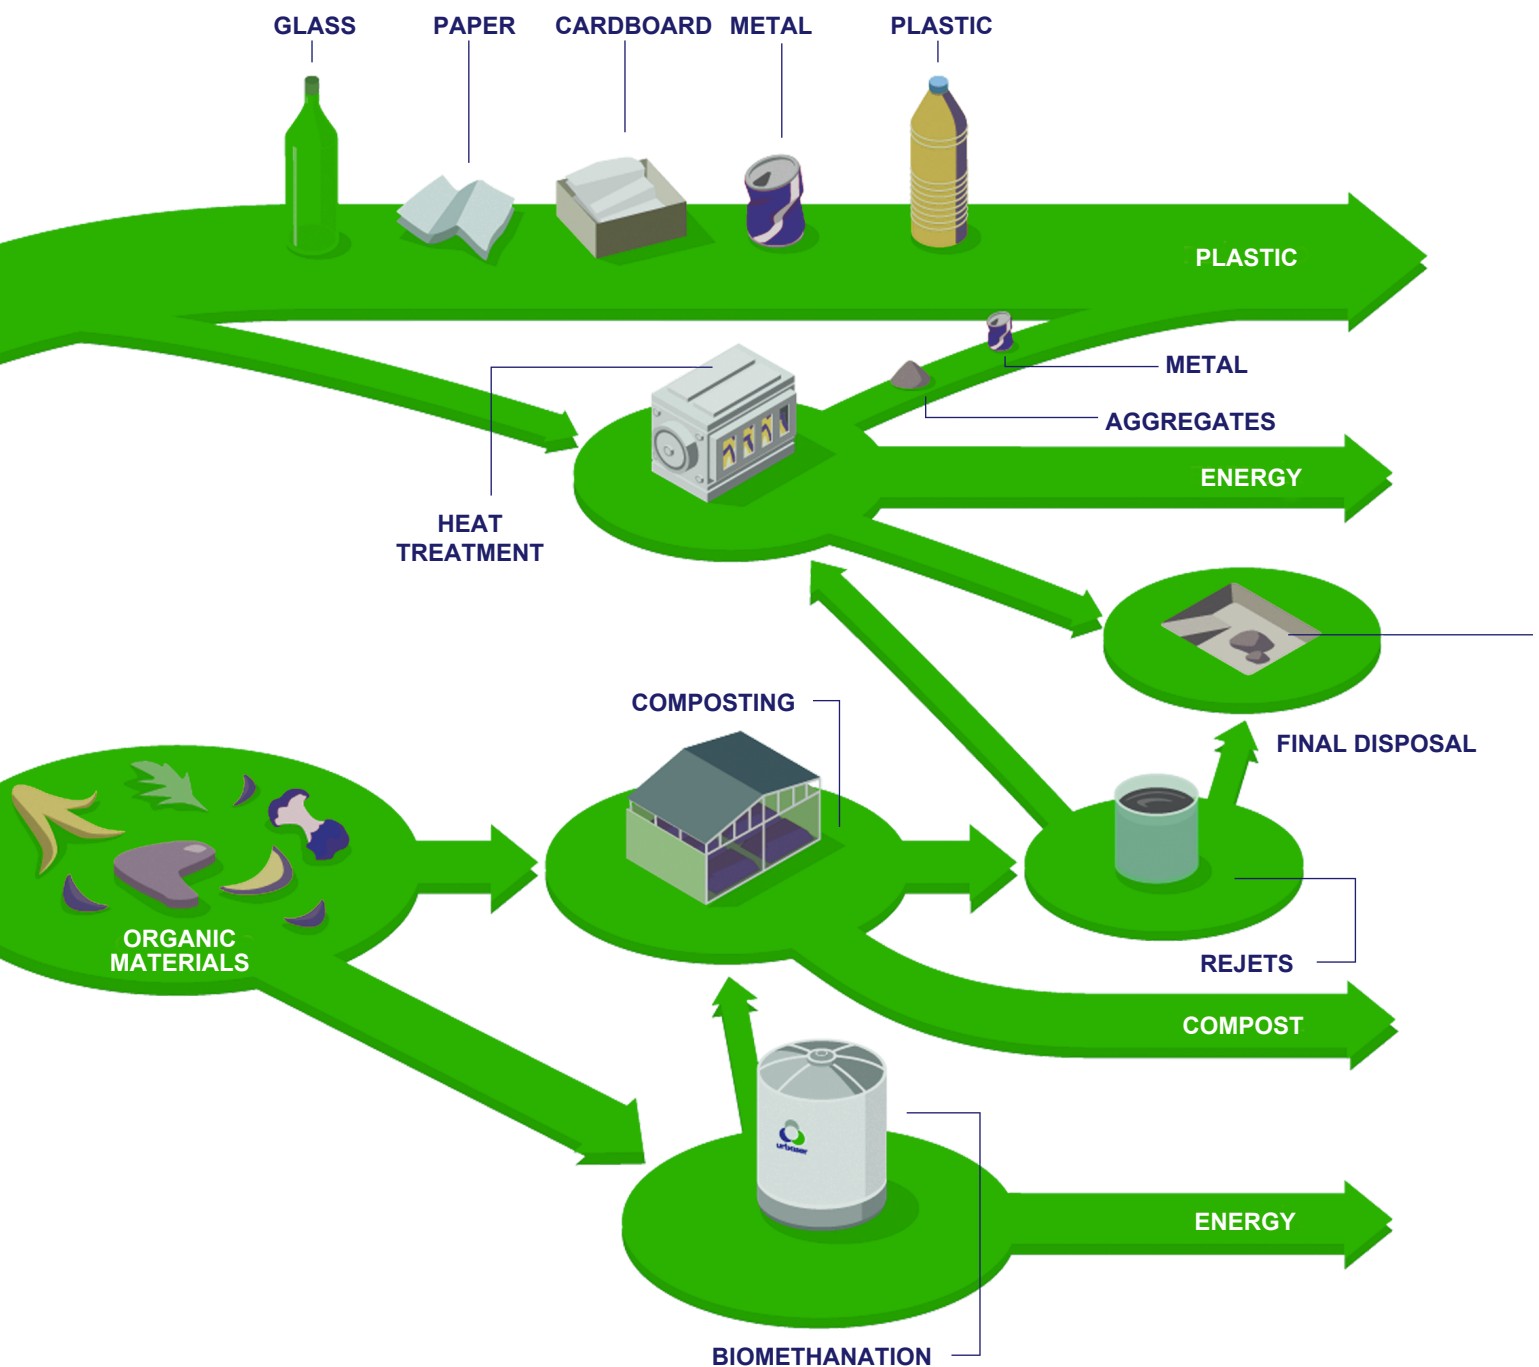 GLASS
PAPER
CARDBOARD
METAL
PLASTIC
PLASTIC
METAL
AGGREGATES
ENERGY
HEAT
TREATMENT
COMPOSTING
FINAL DISPOSAL
ORGANIC
MATERIALS
REJETS
COMPOST
urbaser
ENERGY
BIOMETHANATION